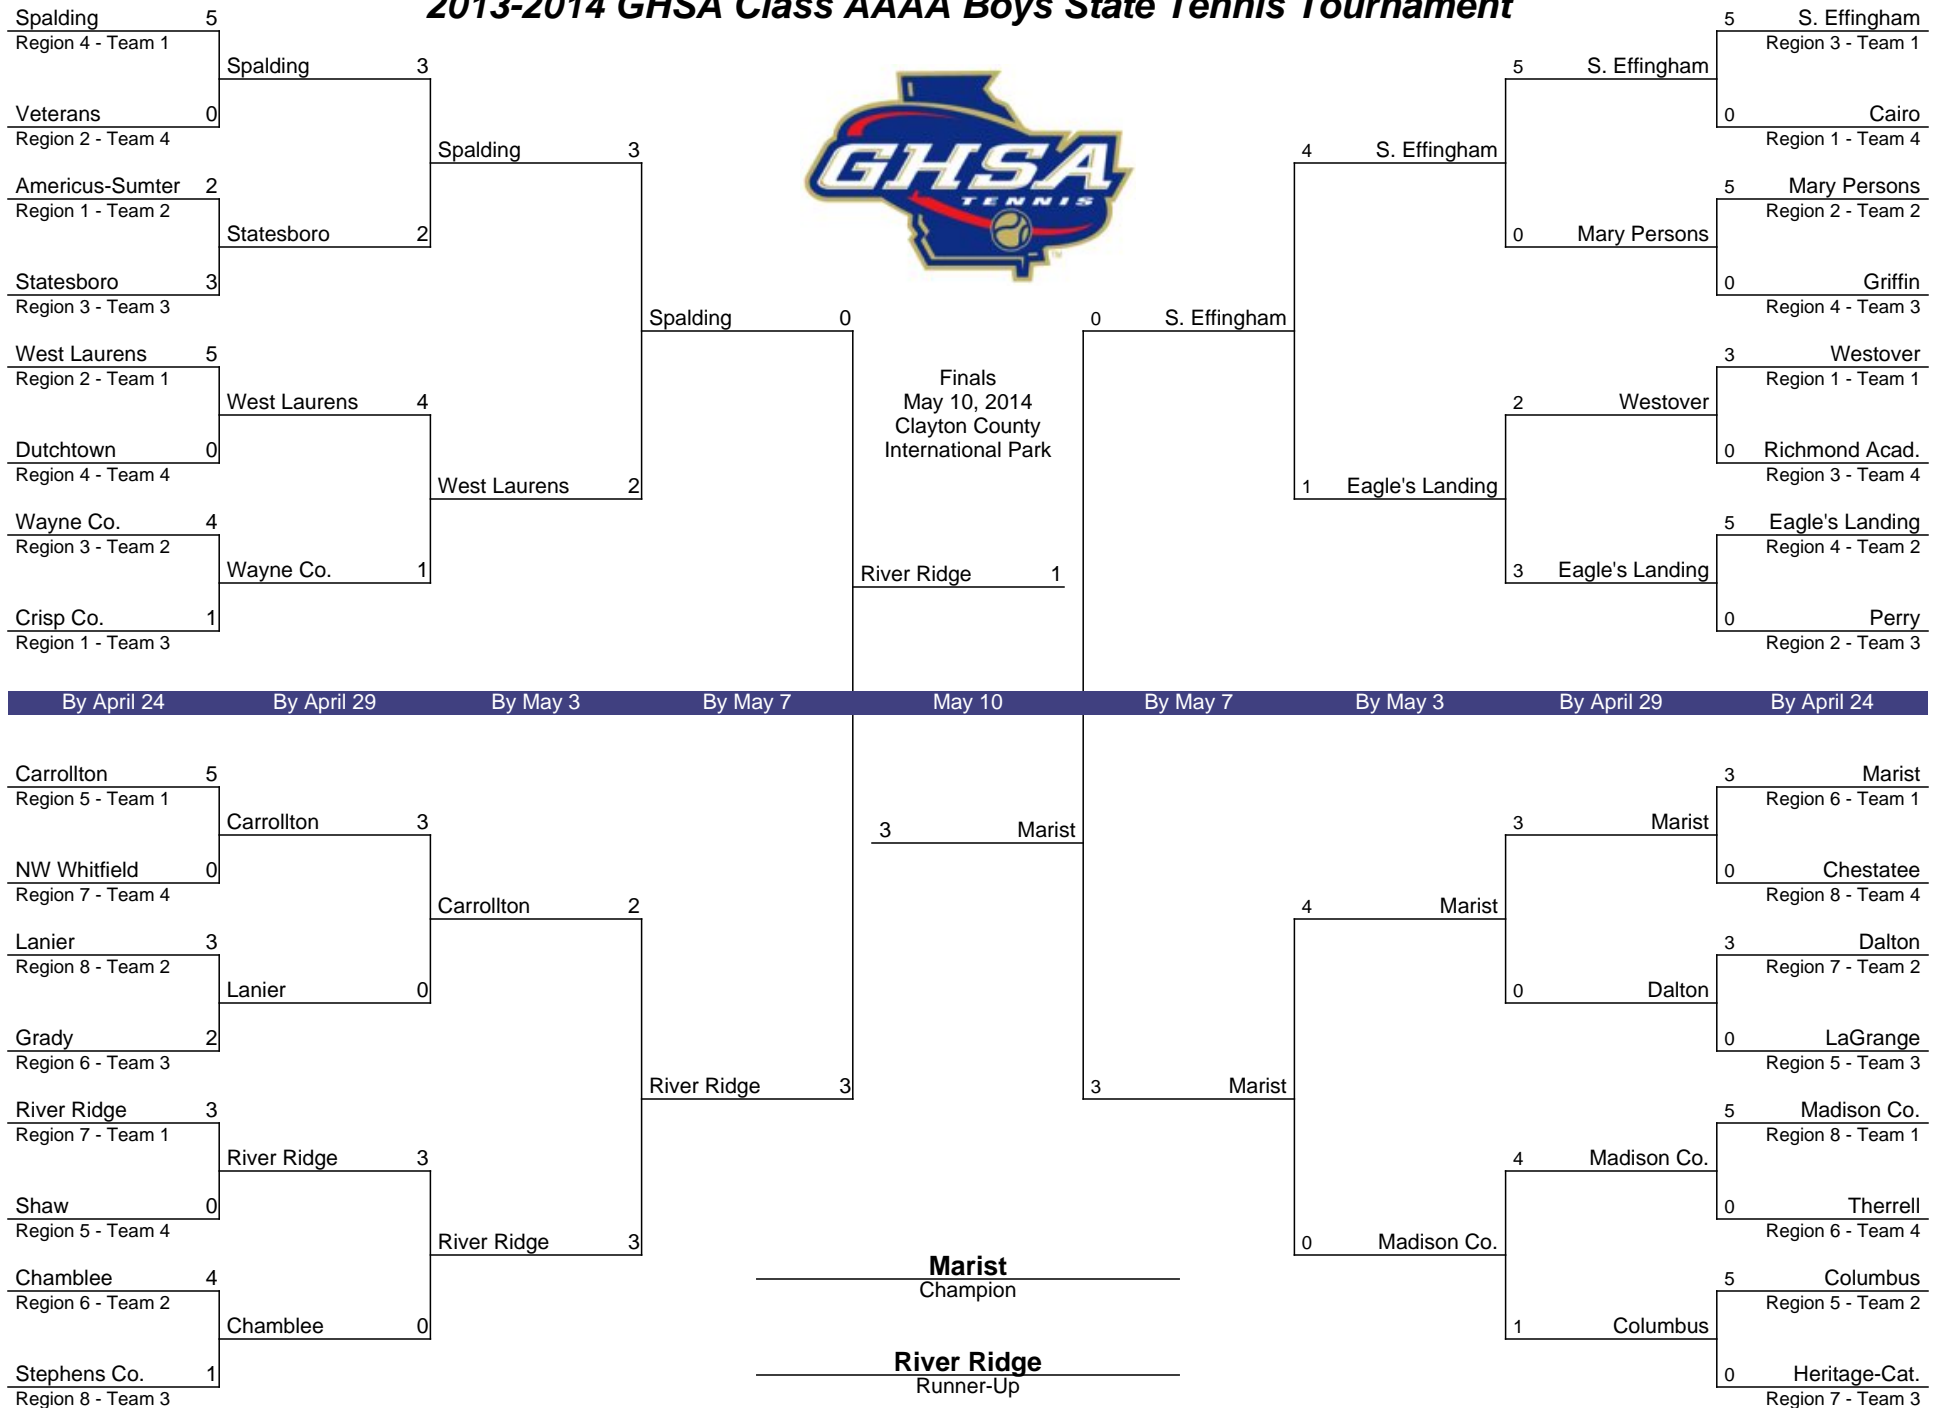 2013-2014 GHSA Class AAAA Boys State Tennis Tournament
Spalding 5
Region 4 - Team 1
Spalding 3
Veterans 0
Region 2 - Team 4
Spalding 3
Americus-Sumter 2
Region 1 - Team 2
Statesboro 2
Statesboro 3
Region 3 - Team 3
Spalding 0
West Laurens 5
Region 2 - Team 1
West Laurens 4
Dutchtown 0
Region 4 - Team 4
West Laurens 2
Wayne Co. 4
Region 3 - Team 2
Wayne Co. 1
Crisp Co. 1
Region 1 - Team 3
GHSA
TENNIS
TM
Finals
May 10, 2014
Clayton County
International Park
River Ridge 1
5 S. Effingham
Region 3 - Team 1
5 S. Effingham
0 Cairo
Region 1 - Team 4
4 S. Effingham
5 Mary Persons
Region 2 - Team 2
0 Mary Persons
0 Griffin
Region 4 - Team 3
0 S. Effingham
3 Westover
Region 1 - Team 1
2 Westover
0 Richmond Acad.
Region 3 - Team 4
1 Eagle's Landing
5 Eagle's Landing
Region 4 - Team 2
3 Eagle's Landing
0 Perry
Region 2 - Team 3
By April 24 By April 29 By May 3 By May 7 May 10 By May 7 By May 3 By April 29 By April 24
Carrollton 5
Region 5 - Team 1
Carrollton 3
NW Whitfield 0
Region 7 - Team 4
Carrollton 2
Lanier 3
Region 8 - Team 2
Lanier 0
Grady 2
Region 6 - Team 3
River Ridge 3
River Ridge 3
Region 7 - Team 1
River Ridge 3
Shaw 0
Region 5 - Team 4
River Ridge 3
Chamblee 4
Region 6 - Team 2
Chamblee 0
Stephens Co. 1
Region 8 - Team 3
3 Marist
Marist
Champion
River Ridge
Runner-Up
3 Marist
Region 6 - Team 1
3 Marist
0 Chestatee
Region 8 - Team 4
4 Marist
3 Dalton
Region 7 - Team 2
0 Dalton
0 LaGrange
Region 5 - Team 3
3 Marist
5 Madison Co.
Region 8 - Team 1
4 Madison Co.
0 Therrell
Region 6 - Team 4
0 Madison Co.
5 Columbus
Region 5 - Team 2
1 Columbus
0 Heritage-Cat.
Region 7 - Team 3